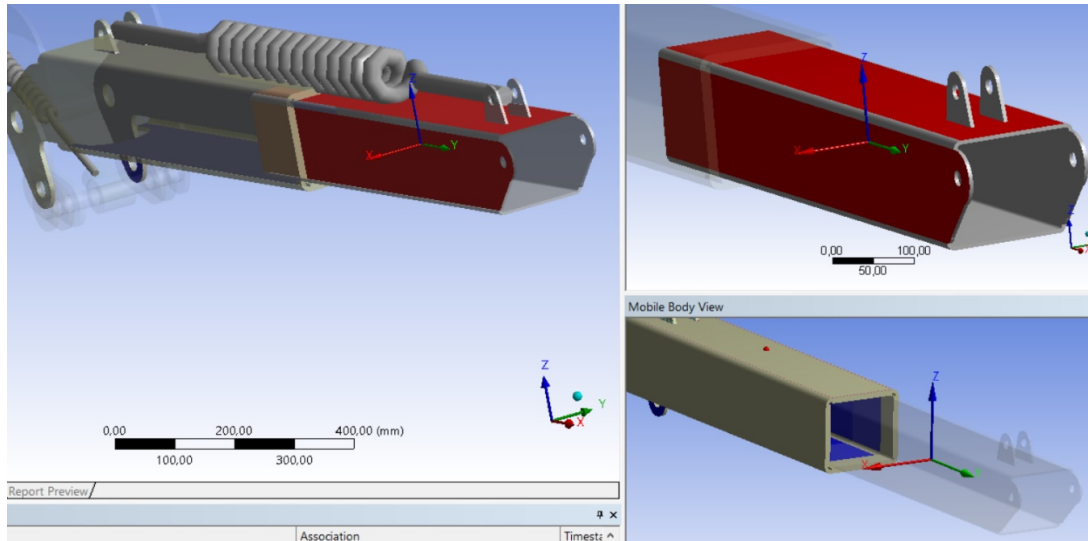 Z
X
Y
0,00
200,00
400,00 (mm)
100,00
300,00
Z
Y
X
Report Preview
Association
Timesta
Z
X
Y
0,00
100,00
50,00
Z
X
Mobile Body View
Z
X